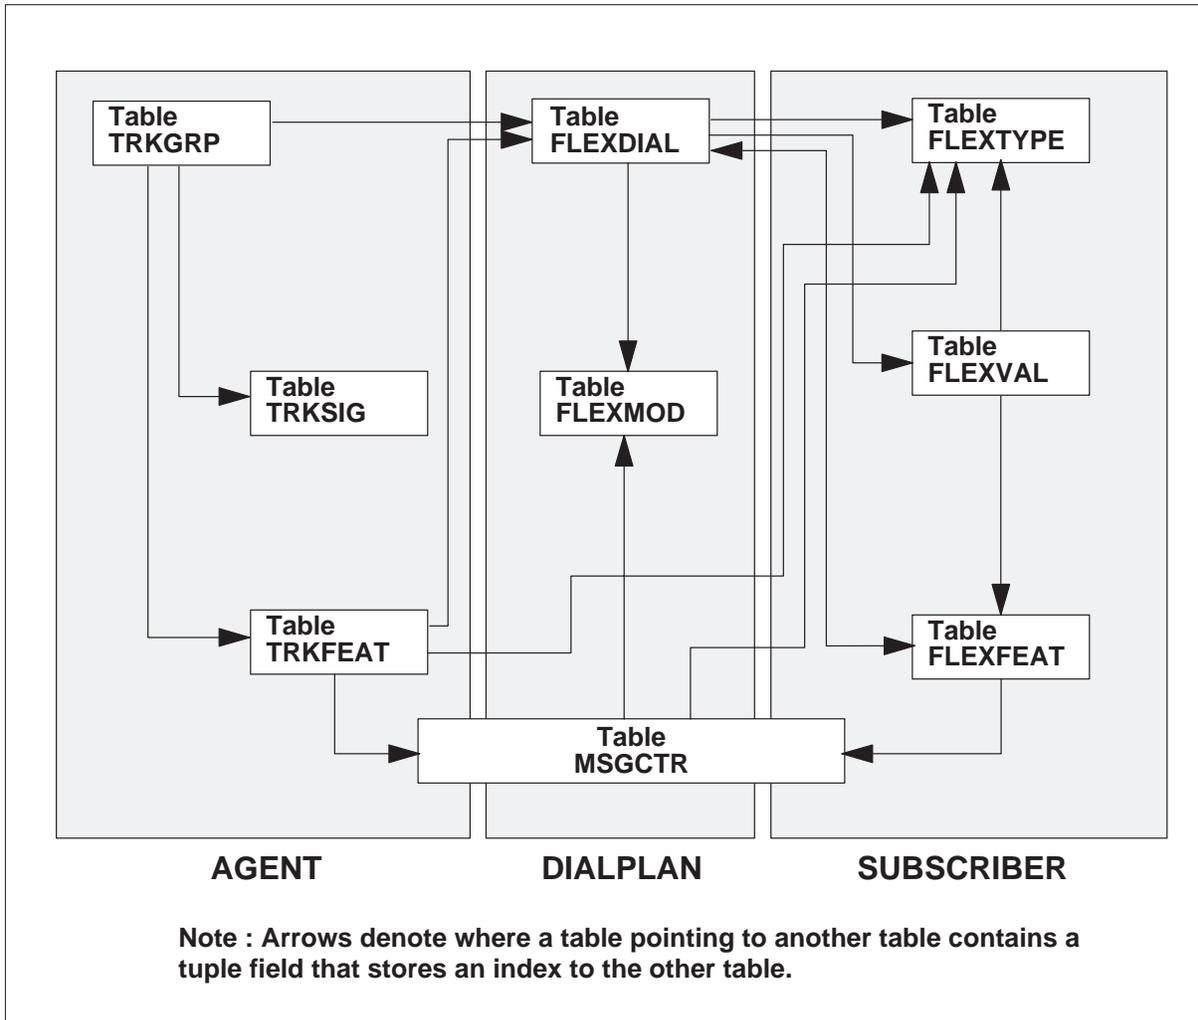 Table
TRKGRP
Table
FLEXDIAL
Table
FLEXTYPE
Table
FLEXVAL
Table
TRKSIG
Table
FLEXMOD
Table
TRKFEAT
Table
FLEXFEAT
Table
MSGCTR
AGENT
DIALPLAN
SUBSCRIBER
Note : Arrows denote where a table pointing to another table contains a
tuple field that stores an index to the other table.